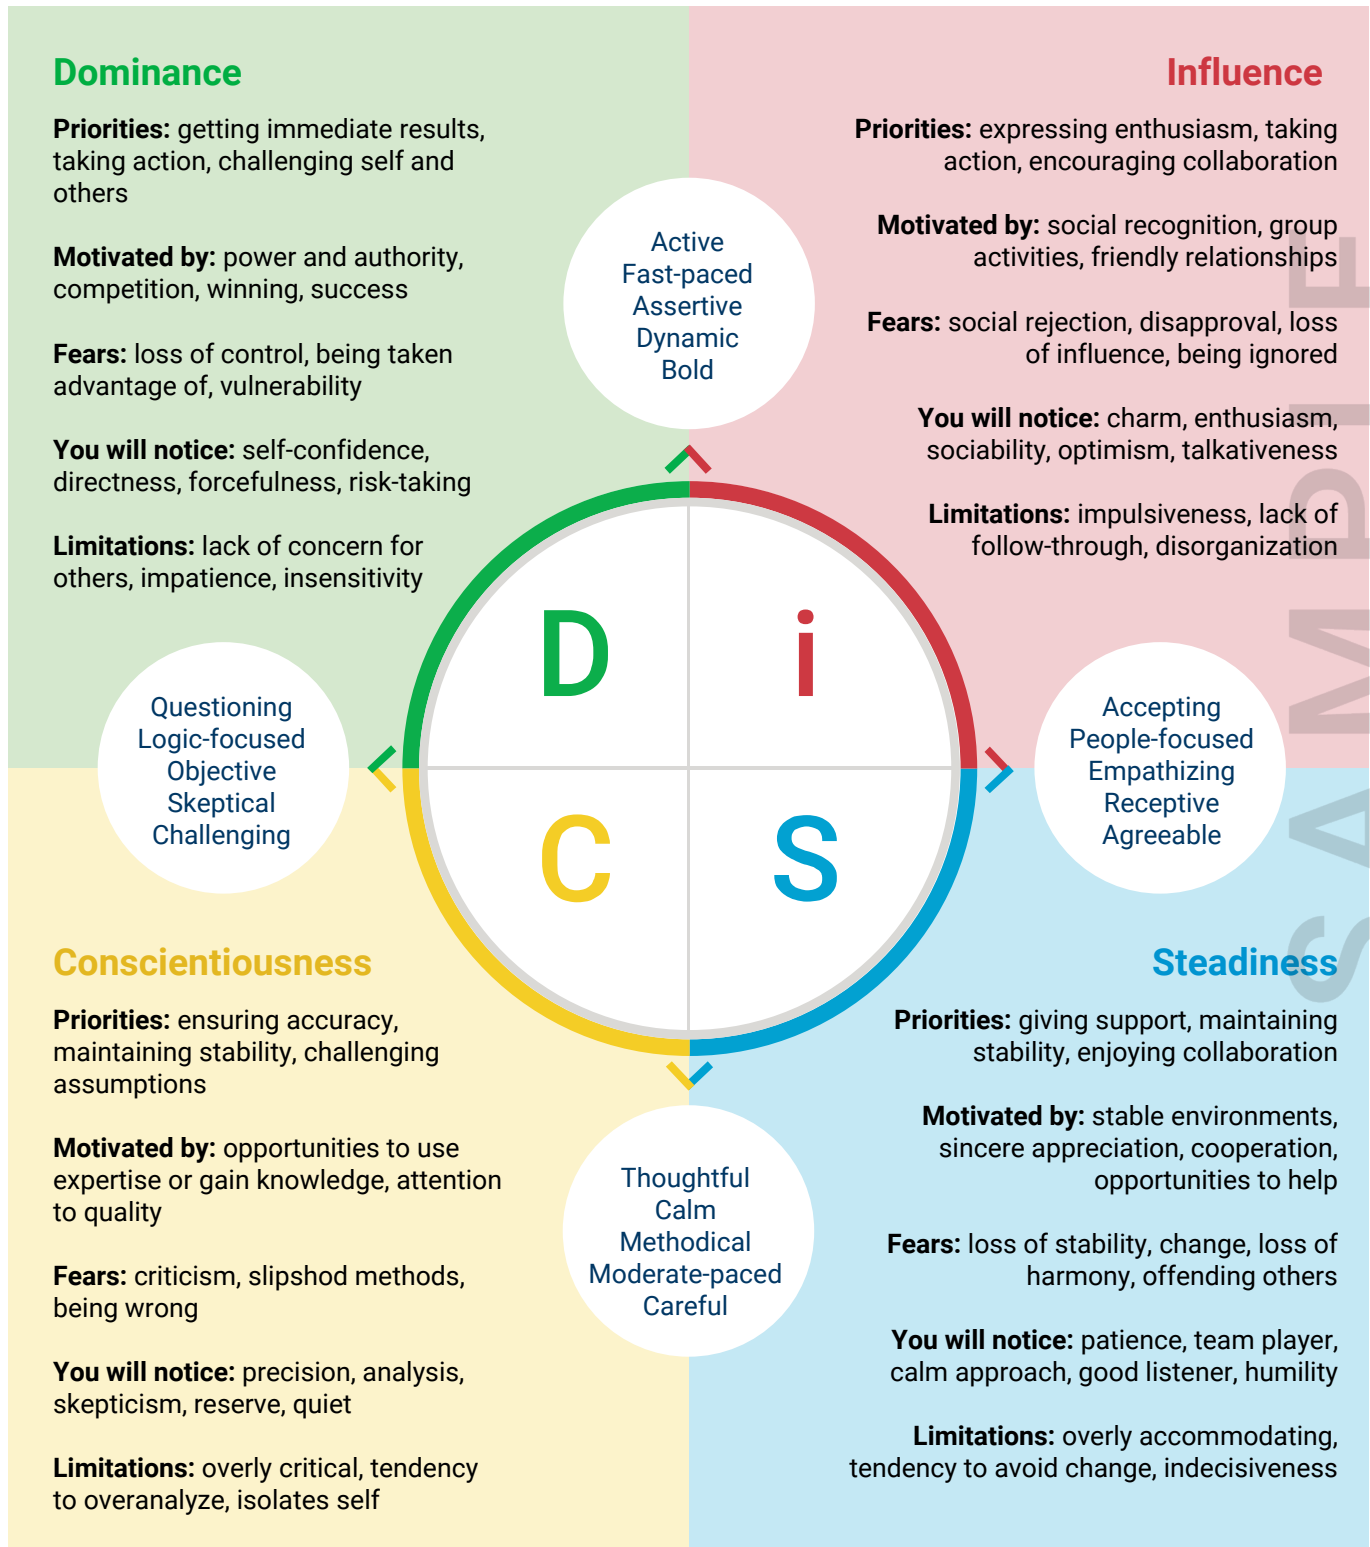 Dominance
Priorities: getting immediate results,
taking action, challenging self and
others
Motivated by: power and authority,
competition, winning, success
Fears: loss of control, being taken
advantage of, vulnerability
You will notice: self-confidence,
directness, forcefulness, risk-taking
Limitations: lack of concern for
others, impatience, insensitivity
Influence
Priorities: expressing enthusiasm, taking
action, encouraging collaboration
Motivated by: social recognition, group
activities, friendly relationships
Fears: social rejection, disapproval, loss
of influence, being ignored
You will notice: charm, enthusiasm,
sociability, optimism, talkativeness
Limitations: impulsiveness, lack of
follow-through, disorganization
Active
Fast-paced
Assertive
Dynamic
Bold
Questioning
Logic-focused
Objective
Skeptical
Challenging
D
i
C
S
Accepting
People-focused
Empathizing
Receptive
Agreeable
Conscientiousness
Priorities: ensuring accuracy,
maintaining stability, challenging
assumptions
Motivated by: opportunities to use
expertise or gain knowledge, attention
to quality
Fears: criticism, slipshod methods,
being wrong
You will notice: precision, analysis,
skepticism, reserve, quiet
Limitations: overly critical, tendency
to overanalyze, isolates self
Thoughtful
Calm
Methodical
Moderate-paced
Careful
Steadiness
Priorities: giving support, maintaining
stability, enjoying collaboration
Motivated by: stable environments,
sincere appreciation, cooperation,
opportunities to help
Fears: loss of stability, change, loss of
harmony, offending others
You will notice: patience, team player,
calm approach, good listener, humility
Limitations: overly accommodating,
tendency to avoid change, indecisiveness
SAMPLE